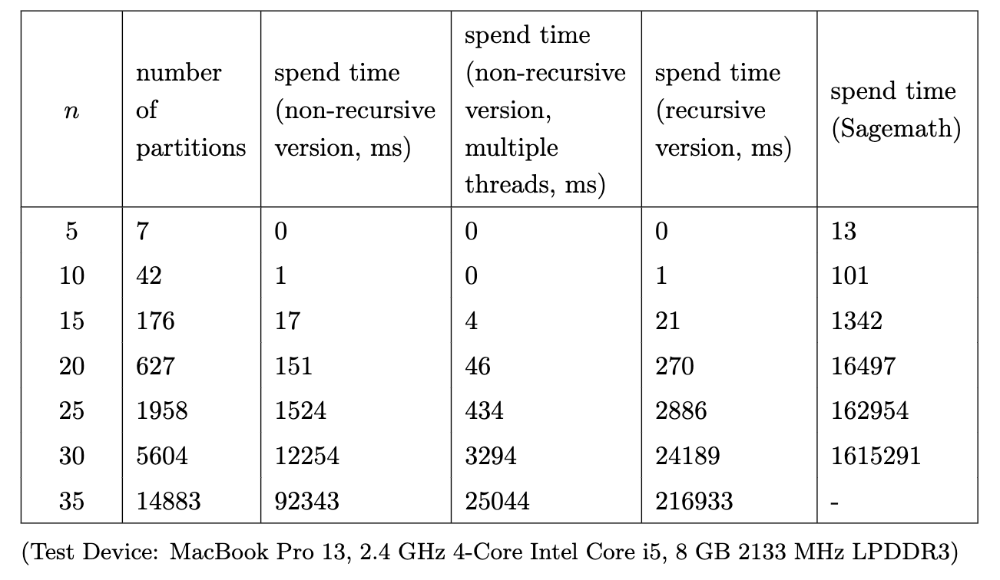 n
number
of
partitions
spend time
(non-recursive
version, ms)
spend time
(non-recursive
version,
multiple
threads, ms)
spend time
(recursive
version, ms)
spend time
(Sagemath)
5 7 0 0 0 13
10 42 1 0 1 101
15 176 17 4 21 1342
20 627 151 46 270 16497
25 1958 1524 434 2886 162954
30 5604 12254 3294 24189 1615291
35 14883 92343 25044 216933 -
(Test Device: MacBook Pro 13, 2.4 GHz 4-Core Intel Core i5, 8 GB 2133 MHz LPDDR3)